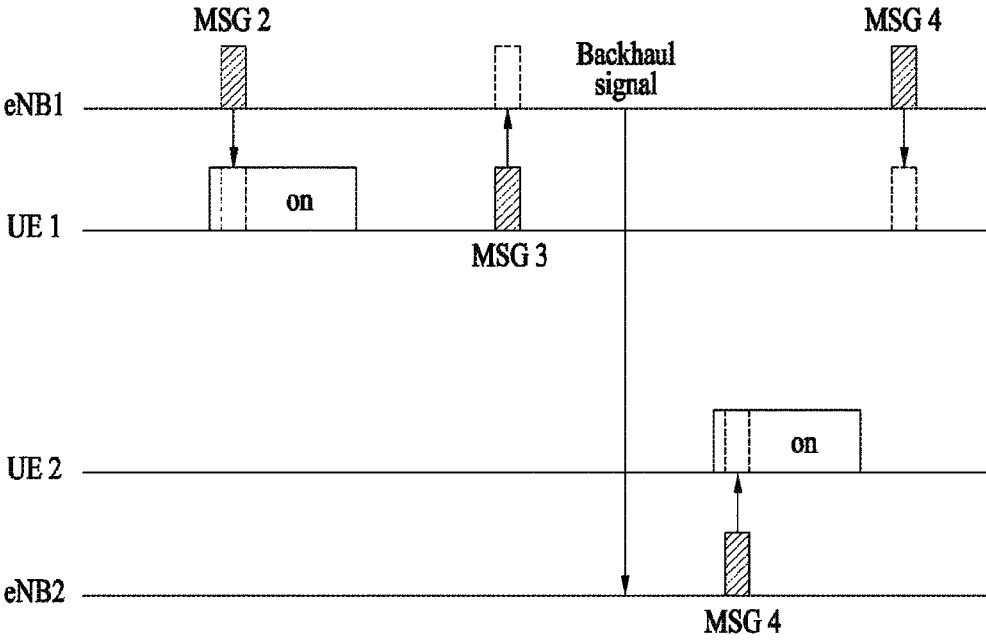 MSG 2
MSG 4
Backhaul
signal
eNB1
on
UE 1
MSG 3
on
UE 2
eNB2
MSG 4